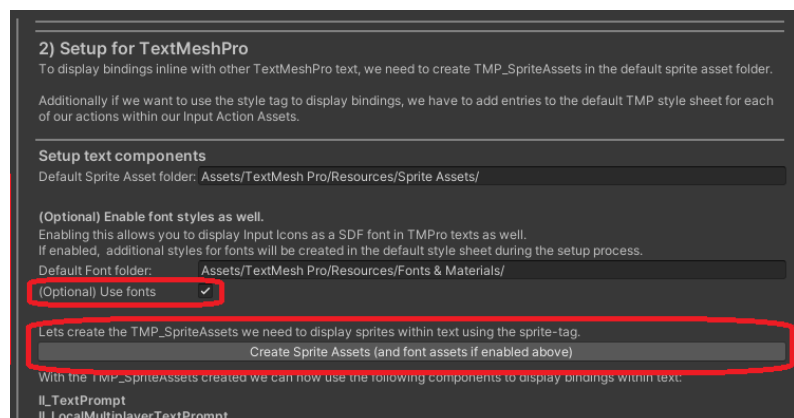 2) Setup for TextMeshPro
To display bindings inline with other TextMeshPro text, we need to create TMP_SpriteAssets in the default sprite asset folder.
Additionally if we want to use the style tag to display bindings, we have to add entries to the default TMP style sheet for each
of our actions within our Input Action Assets.
Setup text components
Default Sprite Asset folder: Assets/TextMesh Pro/Resources/Sprite Assets/
(Optional) Enable font styles as well.
Enabling this allows you to display Input Icons as a SDF font in TMPro texts as well.
If enabled, additional styles for fonts will be created in the default style sheet during the setup process.
Default Font folder: Assets/TextMesh Pro/Resources/Fonts & Materials/
(Optional) Use fonts
Lets create the TMP_SpriteAssets we need to display sprites within text using the sprite-tag.
Create Sprite Assets (and font assets if enabled above)
With the TMP_SpriteAssets created we can now use the following components to display bindings within text:
II_TextPrompt
II_LocalMultiplayerTextPrompt